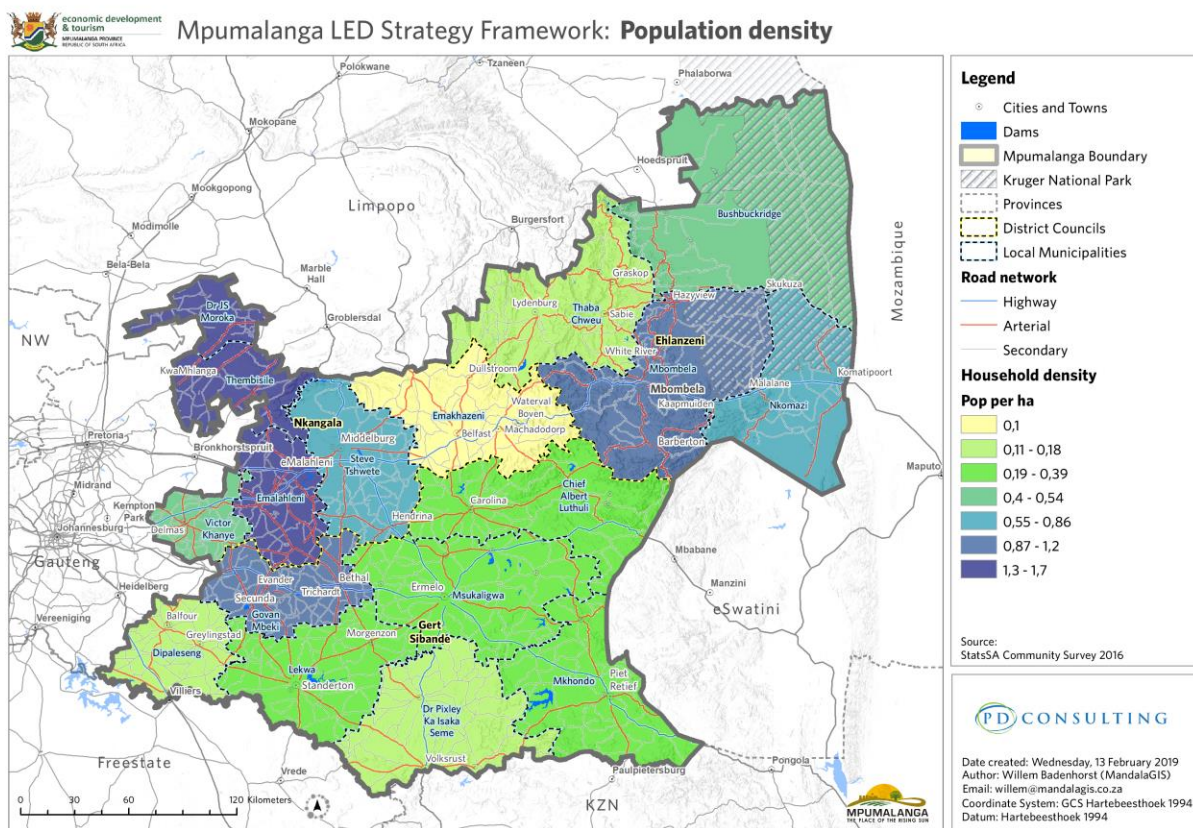 economic development
& tourism
MPUMALANGA PROVINCE
REPUBLIC OF SOUTH AFRICA
Mpumalanga LED Strategy Framework: Population density
Polokwane
Tzaneen
Phalaborwa
Mokopane
Hoedspruit
Mookgopong
Limpopo
Modimolle
Burgersfort
Bushbuckridge
Bela-Bela
Marble
Hall
Graskop
Mozambique
Dr JS
Moroka
Groblersdal
Lydenburg
Thaba
Chweu
Sabie
Hazyview
Skukuza
NW
KwaMhlanga
Thembisile
White River
Ehlanzeni
Mbombela
Dullstroom
Komatipoort
Mbombela
Kaapmuiden
Malalane
Nkomazi
Nkangala
Emakhazeni
Waterval
Boven
Machadodorp
Belfast
Middelburg
Pretoria
Bronkhorstspruit
eMalahleni
Steve
Tshwete
Barberton
Maputo
Midrand
Kempton
Park
Emalahleni
Chief
Albert
Luthuli
Carolina
Hendrina
Johannesburg
Delmas
Victor
Khanye
Gauteng
Mbabane
Heidelberg
Evander
Bethal
Trichardt
Secunda
Ermelo
Msukaligwa
Manzini
eSwatini
Vereeniging
Balfour
Greylingstad
Govan
Mbeki
Morgenzon
Gert
Sibande
Dipaleseng
Lekwa
Standerton
Villiers
Mkhondo
Piet
Retief
Dr Pixley
Ka Isaka
Seme
Volksrust
Freestate
Vrede
Paulpietersburg
Pongola
KZN
0 30 60 120 Kilometers
MPUMALANGA
THE PLACE OF THE RISING SUN
Legend
Cities and Towns
Dams
Mpumalanga Boundary
Kruger National Park
Provinces
District Councils
Local Municipalities
Road network
Highway
Arterial
Secondary
Household density
Pop per ha
0,1
0,11 - 0,18
0,19 - 0,39
0,4 - 0,54
0,55 - 0,86
0,87 - 1,2
1,3 - 1,7
Source:
StatsSA Community Survey 2016
PD CONSULTING
Date created: Wednesday, 13 February 2019
Author: Willem Badenhorst (MandalaGIS)
Email: willem@mandalagis.co.za
Coordinate System: GCS Hartebeesthoek 1994
Datum: Hartebeesthoek 1994